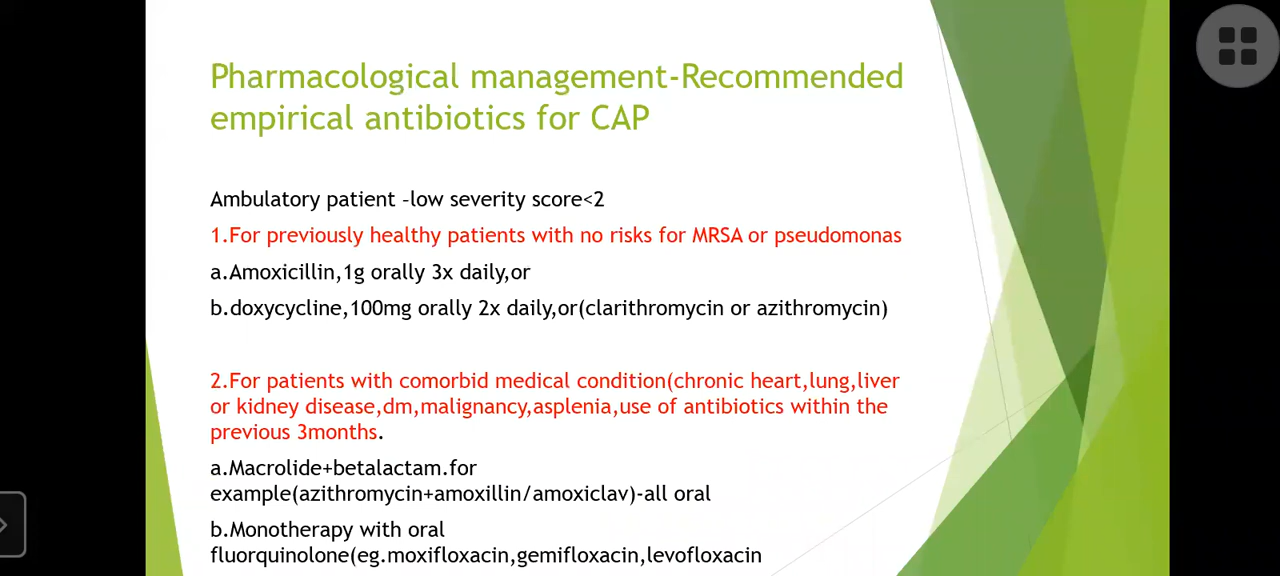 Pharmacological management-Recommended
empirical antibiotics for CAP
Ambulatory patient -low severity score<2
1.For previously healthy patients with no risks for MRSA or pseudomonas
a.Amoxicillin,1g orally 3x daily,or
b.doxycycline,100mg orally 2x daily,or(clarithromycin or azithromycin)
2.For patients with comorbid medical condition(chronic heart,lung,liver
or kidney disease,dm,malignancy,asplenia,use of antibiotics within the
previous 3months.
a.Macrolide+betalactam.for
example(azithromycin+amoxillin/amoxiclav)-all oral
b.Monotherapy with oral
fluorquinolone(eg.moxifloxacin,gemifloxacin,levofloxacin